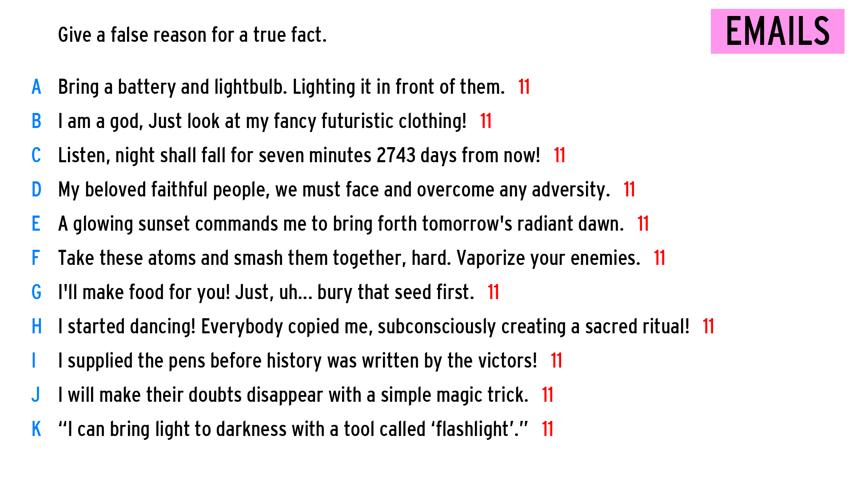 Give a false reason for a true fact.
EMAILS
A Bring a battery and lightbulb. Lighting it in front of them. 11
B I am a god, Just look at my fancy futuristic clothing! 11
C Listen, night shall fall for seven minutes 2743 days from now! 11
D My beloved faithful people, we must face and overcome any adversity. 11
E A glowing sunset commands me to bring forth tomorrow's radiant dawn. 11
F Take these atoms and smash them together, hard. Vaporize your enemies. 11
G I'll make food for you! Just, uh... bury that seed first. 11
H I started dancing! Everybody copied me, subconsciously creating a sacred ritual! 11
I I supplied the pens before history was written by the victors! 11
J I will make their doubts disappear with a simple magic trick. 11
K “I can bring light to darkness with a tool called ‘flashlight’.” 11